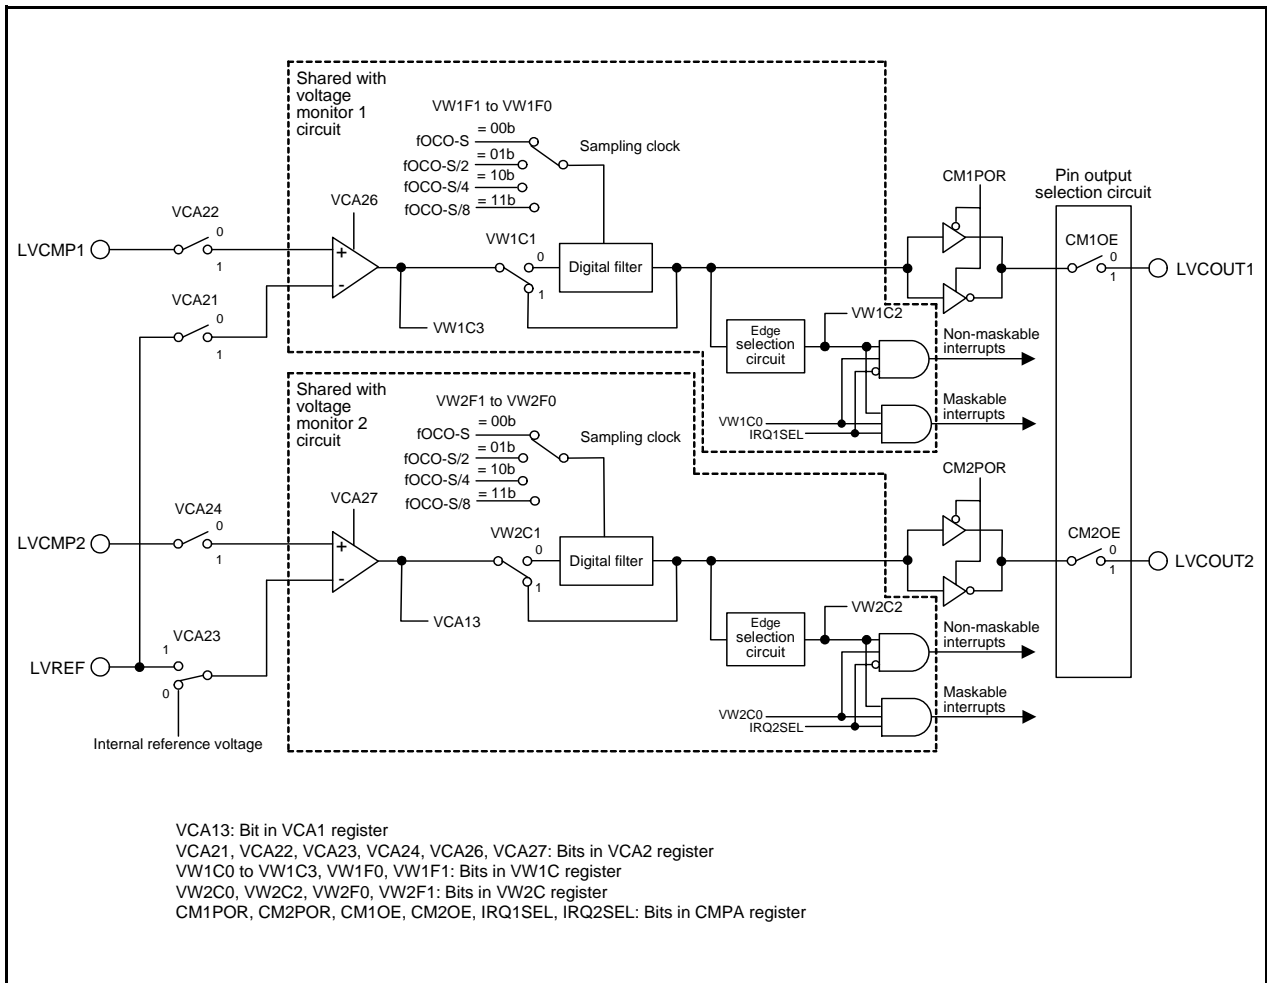 Shared with
voltage
monitor 1
circuit
VW1F1 to VW1F0
fOCO-S
= 00b
fOCO-S/2
= 01b
fOCO-S/4
= 10b
fOCO-S/8
= 11b
Sampling clock
VCA22
0
1
LVCMP1
VCA21
0
1
VCA26
+
-
VW1C3
VW1C1
0
1
Digital filter
CM1POR
Pin output
selection circuit
CM1OE
0
1
LVCOUT1
Edge
selection
circuit
VW1C2
Non-maskable
interrupts
Maskable
interrupts
VW1C0
IRQ1SEL
Shared with
voltage
monitor 2
circuit
VW2F1 to VW2F0
fOCO-S
= 00b
fOCO-S/2
= 01b
fOCO-S/4
= 10b
fOCO-S/8
= 11b
Sampling clock
VCA24
0
1
LVCMP2
VCA27
+
-
VCA13
VW2C1
0
1
Digital filter
CM2POR
CM2OE
0
1
LVCOUT2
Edge
selection
circuit
VW2C2
Non-maskable
interrupts
Maskable
interrupts
VW2C0
IRQ2SEL
VCA23
1
0
LVREF
Internal reference voltage
VCA13: Bit in VCA1 register
VCA21, VCA22, VCA23, VCA24, VCA26, VCA27: Bits in VCA2 register
VW1C0 to VW1C3, VW1F0, VW1F1: Bits in VW1C register
VW2C0, VW2C2, VW2F0, VW2F1: Bits in VW2C register
CM1POR, CM2POR, CM1OE, CM2OE, IRQ1SEL, IRQ2SEL: Bits in CMPA register